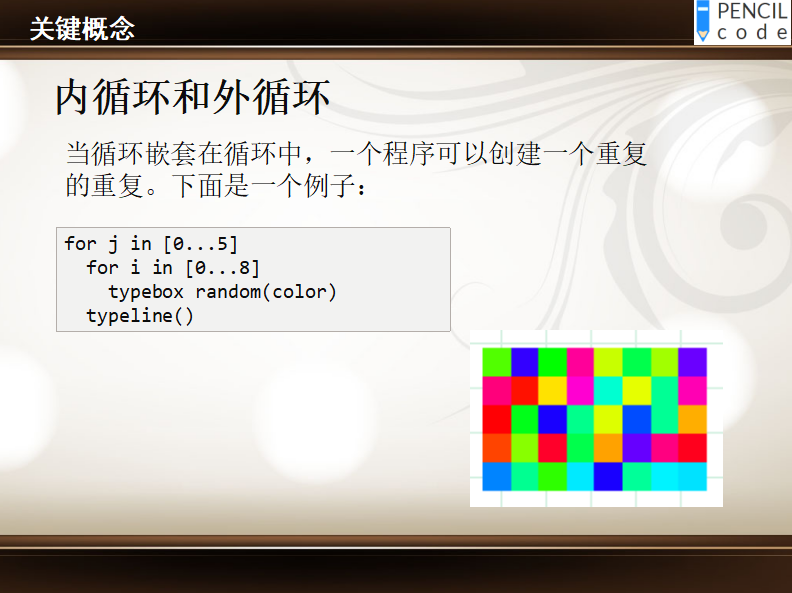 关键概念
PENCIL
code
内循环和外循环
当循环嵌套在循环中，一个程序可以创建一个重复
的重复。下面是一个例子：
for j in [0...5]
  for i in [0...8]
    typebox random(color)
  typeline()